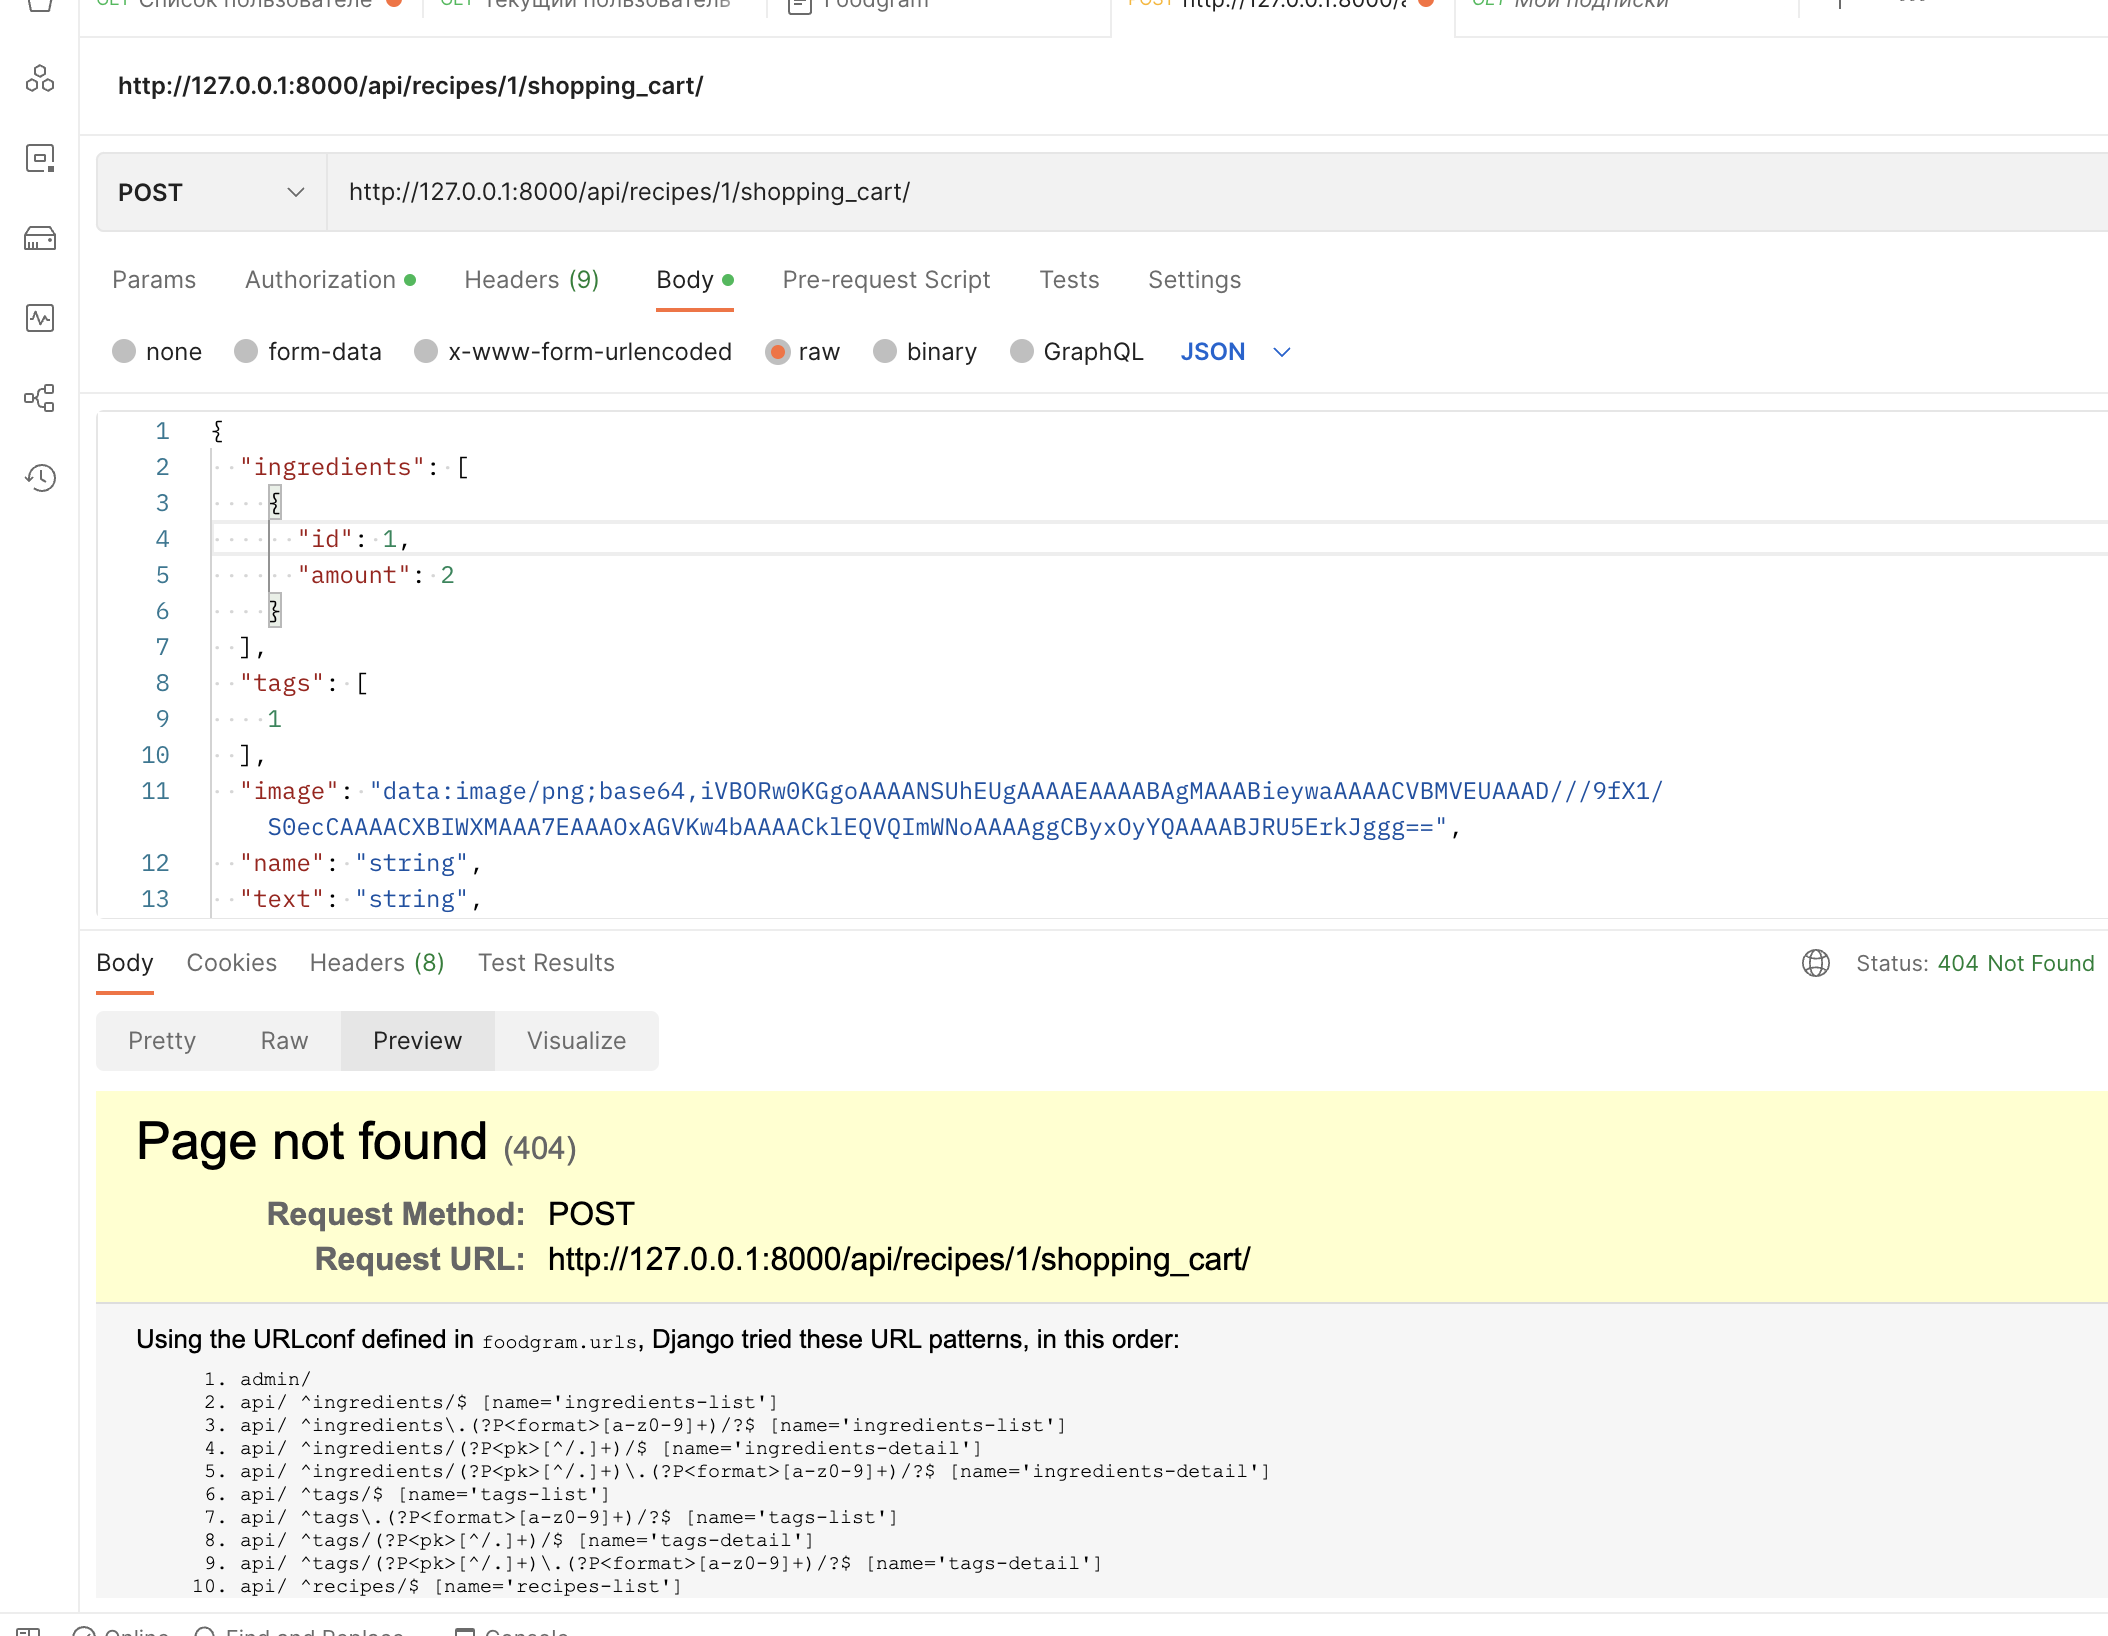 GET Список пользователе
GET Текущий пользователь
Foodgram
POST http://127.0.0.1:8000/a
GET Мои подписки
http://127.0.0.1:8000/api/recipes/1/shopping_cart/
POST
http://127.0.0.1:8000/api/recipes/1/shopping_cart/
Params Authorization Headers (9) Body Pre-request Script Tests Settings
none form-data x-www-form-urlencoded raw binary GraphQL JSON
1 {
2 "ingredients": [
3 {
4 "id": 1,
5 "amount": 2
6 }
7 ],
8 "tags": [
9 1
10 ],
11 "image": "data:image/png;base64,iVBORw0KGgoAAAANSUhEUgAAAAEAAAABAgMAAABieywaAAAACVBMVEUAAAD///9fX1/
S0ecCAAAACXBIWXMAAA7EAAAOxAGVKw4bAAAACklEQVQImWNoAAAAggCByxOyYQAAAABJRU5ErkJggg==",
12 "name": "string",
13 "text": "string",
Body Cookies Headers (8) Test Results
Status: 404 Not Found
Pretty Raw Preview Visualize
Page not found (404)
Request Method: POST
Request URL: http://127.0.0.1:8000/api/recipes/1/shopping_cart/
Using the URLconf defined in foodgram.urls, Django tried these URL patterns, in this order:
1. admin/
2. api/ ^ingredients/$ [name='ingredients-list']
3. api/ ^ingredients\.(?P<format>[a-z0-9]+)/?$ [name='ingredients-list']
4. api/ ^ingredients/(?P<pk>[^/.]+)/$ [name='ingredients-detail']
5. api/ ^ingredients/(?P<pk>[^/.]+)\.(?P<format>[a-z0-9]+)/?$ [name='ingredients-detail']
6. api/ ^tags/$ [name='tags-list']
7. api/ ^tags\.(?P<format>[a-z0-9]+)/?$ [name='tags-list']
8. api/ ^tags/(?P<pk>[^/.]+)/$ [name='tags-detail']
9. api/ ^tags/(?P<pk>[^/.]+)\.(?P<format>[a-z0-9]+)/?$ [name='tags-detail']
10. api/ ^recipes/$ [name='recipes-list']
Online Find and Replace Console